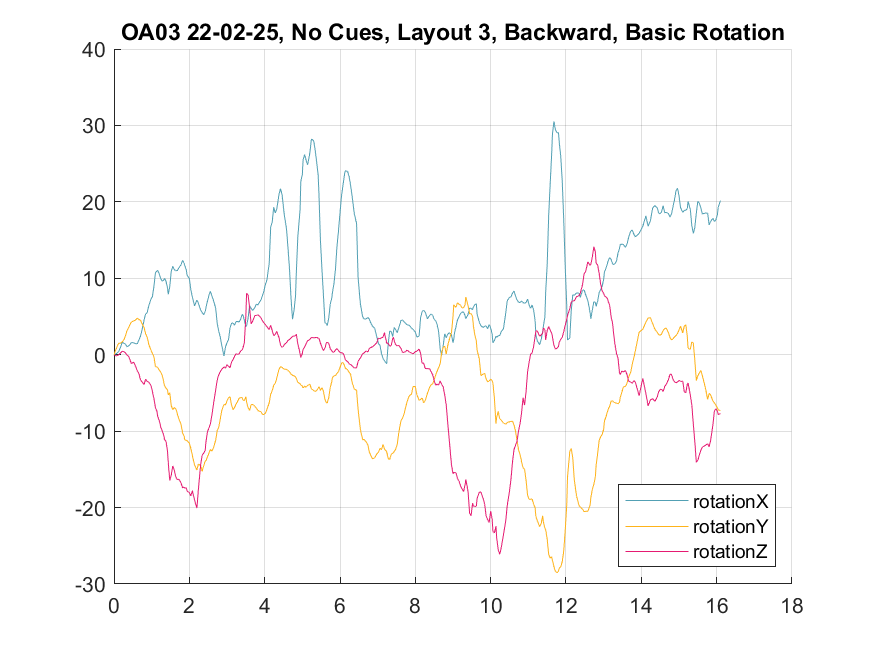 OA03 22-02-25, No Cues, Layout 3, Backward, Basic Rotation
40
30
20
10
0
-10
-20
-30
rotationX
rotationY
rotationZ
0 2 4 6 8 10 12 14 16 18